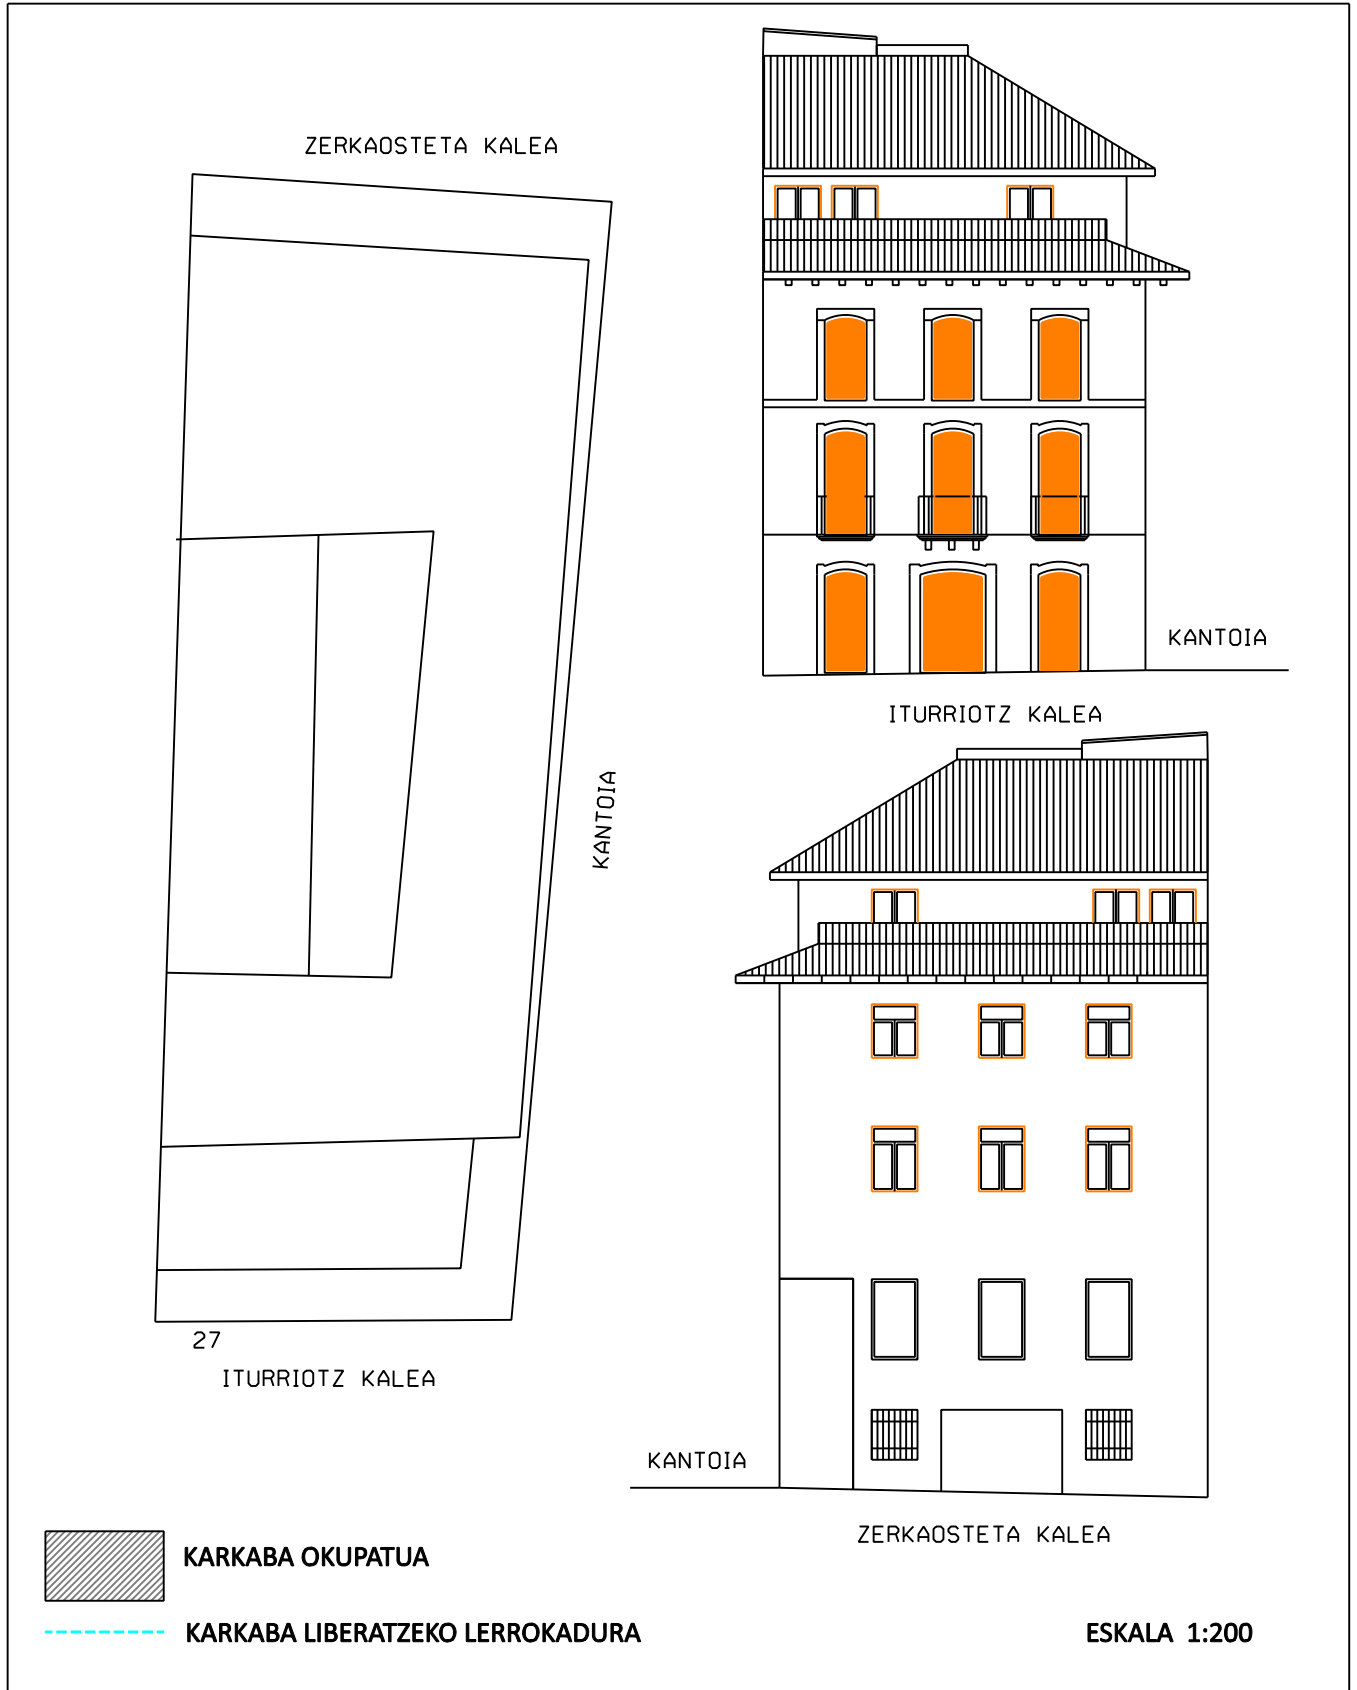 ZERKAOSTETA KALEA
KANTOIA
27
ITURRIOTZ KALEA
KANTOIA
ITURRIOTZ KALEA
KANTOIA
ZERKAOSTETA KALEA
KARKABA OKUPATUA
KARKABA LIBERATZEKO LERROKADURA
ESKALA 1:200